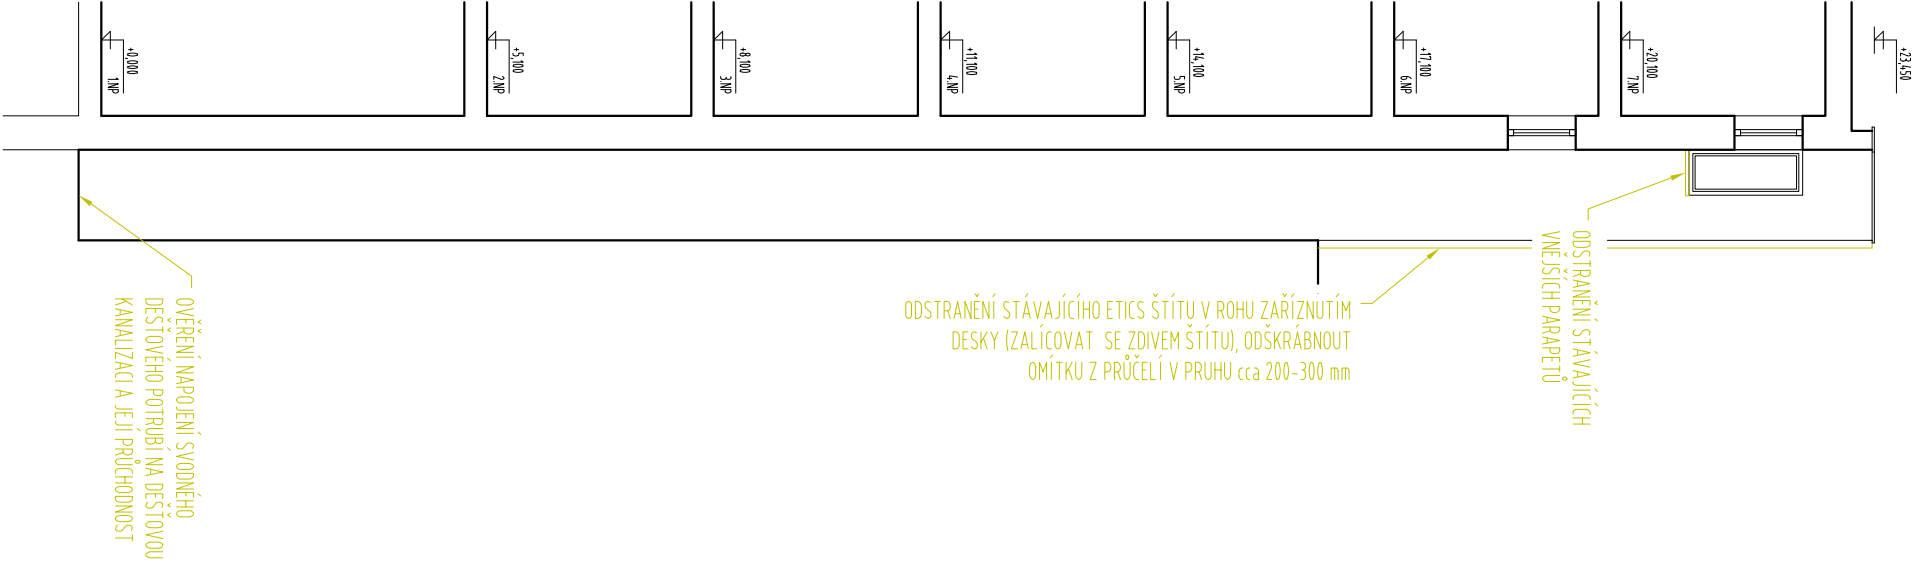 +0,000
1.NP
+5,100
2.NP
+8,100
3.NP
+11,100
4.NP
+14,100
5.NP
+17,100
6.NP
+20,100
7.NP
+23,450
ODSTRANĚNÍ STÁVAJÍCÍCH
VNĚJŠÍCH PARAPETŮ
ODSTRANĚNÍ STÁVAJÍCÍHO ETICS ŠTÍTU V ROHU ZAŘÍZNUTÍM
DESKY (ZALÍCOVAT SE ZDIVEM ŠTÍTU), ODŠKRÁBNOUT
OMÍTKU Z PRŮČELÍ V PRUHU cca 200-300 mm
OVĚŘENÍ NAPOJENÍ SVODNÉHO
DEŠŤOVÉHO POTRUBÍ NA DEŠŤOVOU
KANALIZACI A JEJÍ PRŮCHODNOST